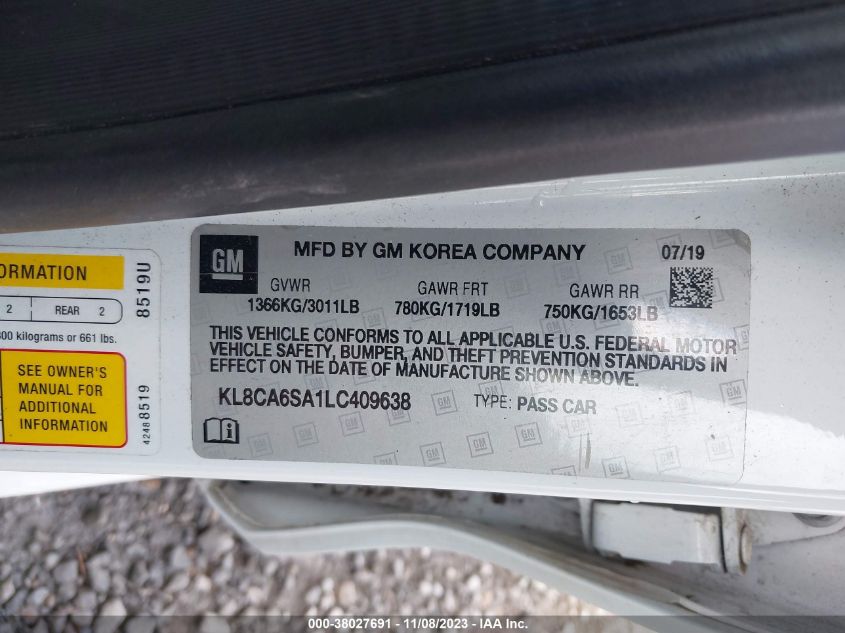 GM
MFD BY GM KOREA COMPANY 07/19
GVWR GAWR FRT GAWR RR
1366KG/3011LB 780KG/1719LB 750KG/1653LB
THIS VEHICLE CONFORMS TO ALL APPLICABLE U.S. FEDERAL MOTOR
VEHICLE SAFETY, BUMPER, AND THEFT PREVENTION STANDARDS IN
EFFECT ON THE DATE OF MANUFACTURE SHOWN ABOVE.
KL8CA6SA1LC409638 TYPE: PASS CAR
ORMATION
2 REAR 2
00 kilograms or 661 lbs.
SEE OWNER'S
MANUAL FOR
ADDITIONAL
INFORMATION
8519U
42488519
000-38027691 - 11/08/2023 - IAA Inc.